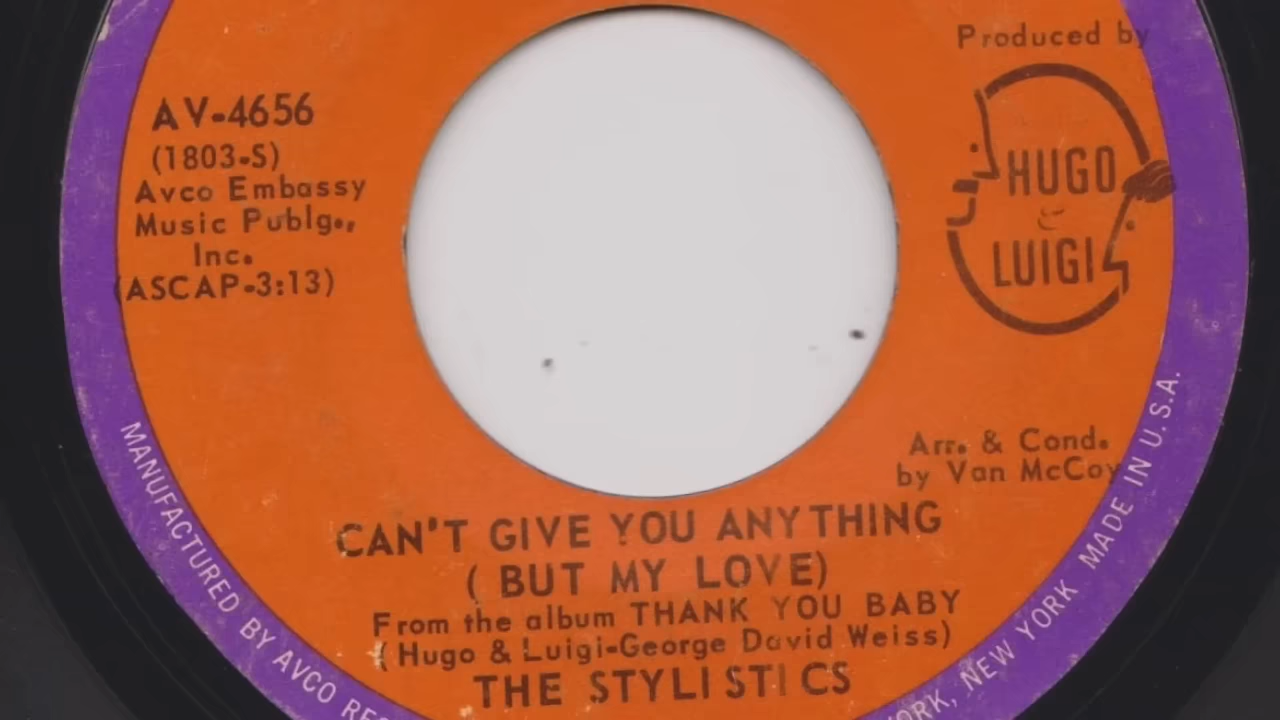 Produced by
HUGO
&
LUIGI
AV-4656
(1803-S)
Avco Embassy
Music Publg.,
Inc.
(ASCAP-3:13)
Arr. & Cond.
by Van McCoy
CAN'T GIVE YOU ANYTHING
( BUT MY LOVE)
From the album THANK YOU BABY
( Hugo & Luigi-George David Weiss)
THE STYLISTICS
MANUFACTURED BY AVCO
NEW YORK MADE IN U.S.A.